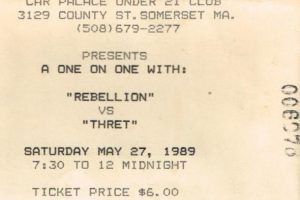 CAR PALACE UNDER 21 CLUB
3129 COUNTY ST. SOMERSET MA.
(508)679-2277
PRESENTS
A ONE ON ONE WITH:
"REBELLION"
VS
"THRET"
SATURDAY MAY 27, 1989
7:30 TO 12 MIDNIGHT
TICKET PRICE $6.00